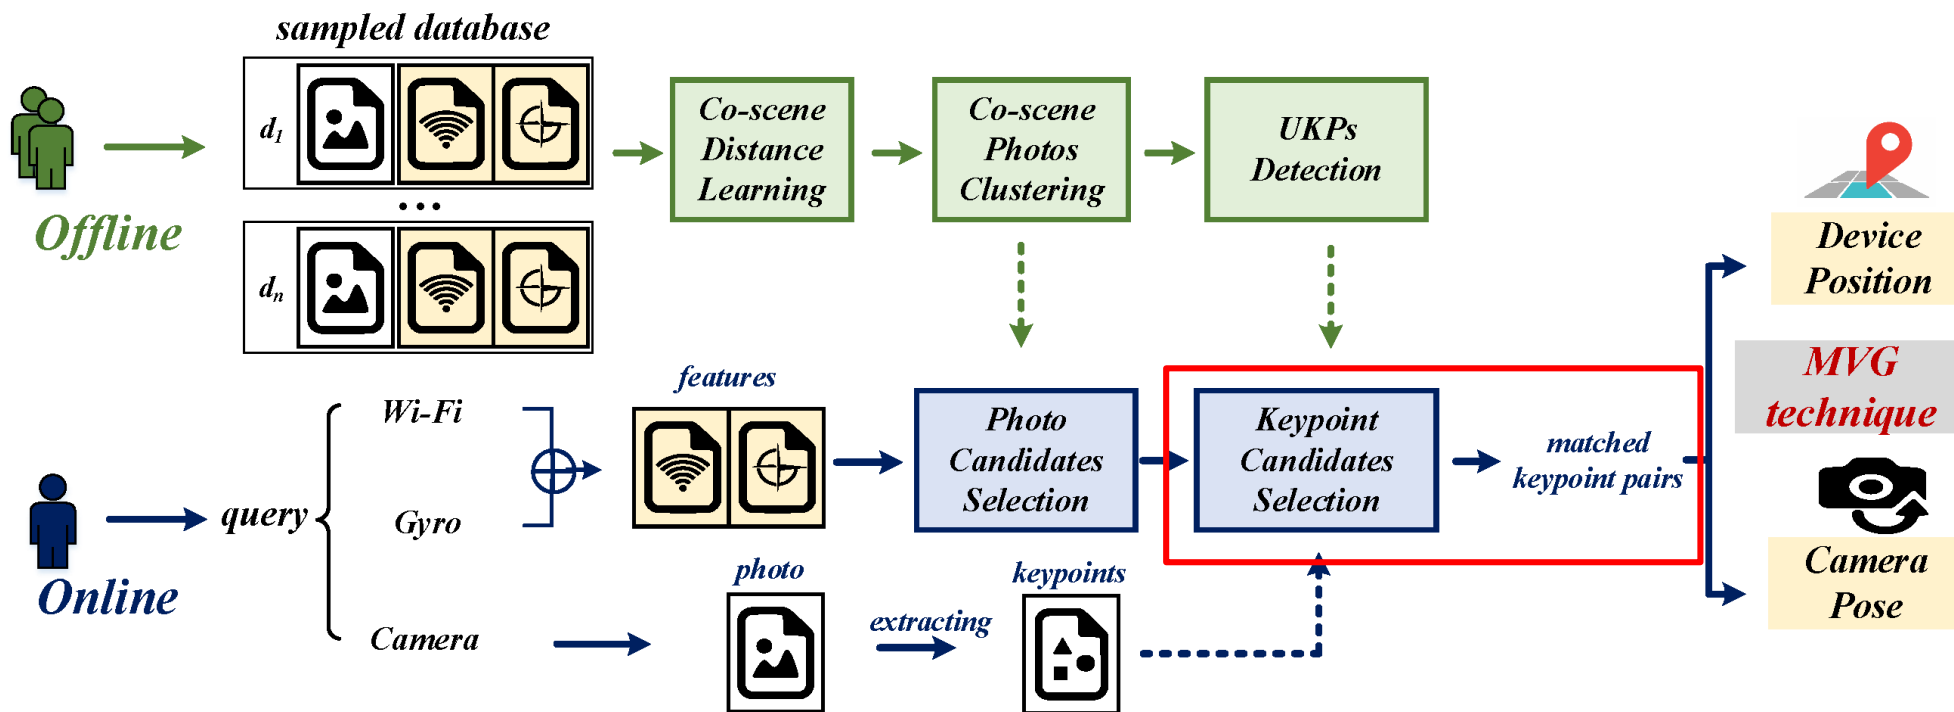 sampled database
d1
...
dn
Offline
Co-scene
Distance
Learning
Co-scene
Photos
Clustering
UKPs
Detection
Device
Position
MVG
technique
Camera
Pose
Online
query
Wi-Fi
Gyro
Camera
features
photo
extracting
keypoints
Photo
Candidates
Selection
Keypoint
Candidates
Selection
matched
keypoint pairs